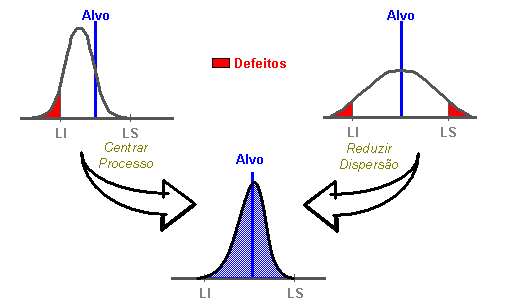 Alvo
Alvo
Defeitos
LI
LS
LI
LS
Centrar
Processo
Reduzir
Dispersão
Alvo
LI
LS